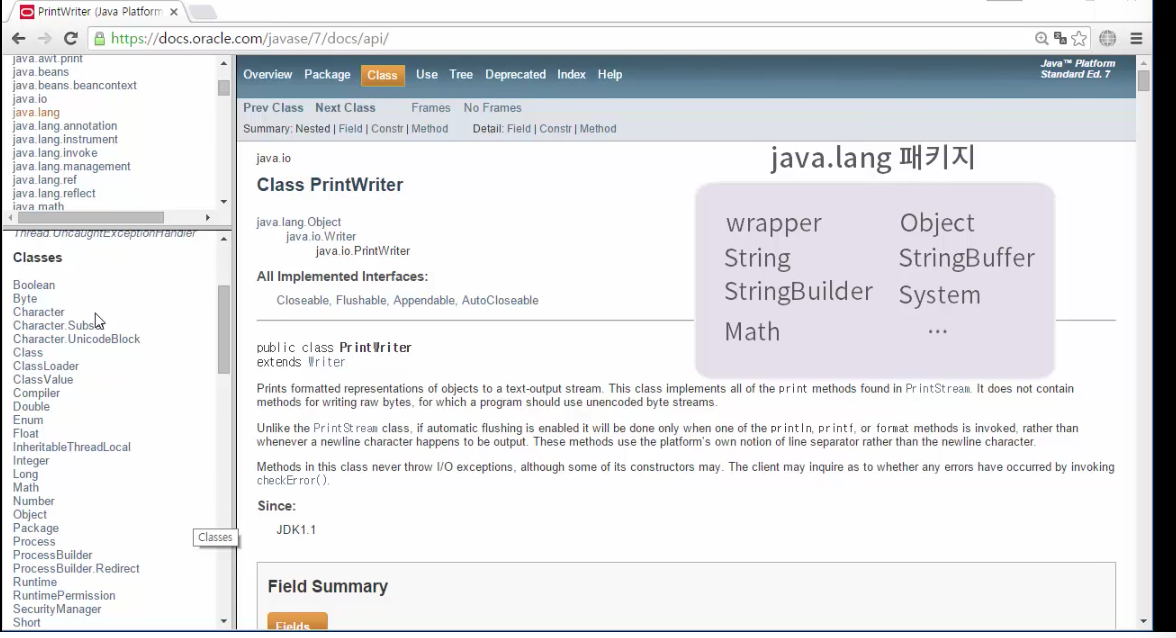 PrintWriter (Java Platform
https://docs.oracle.com/javase/7/docs/api/
java.awt.print
java.beans
java.beans.beancontext
java.io
java.lang
java.lang.annotation
java.lang.instrument
java.lang.invoke
java.lang.management
java.lang.ref
java.lang.reflect
java.math
Thread.UncaughtExceptionHandler
Classes
Boolean
Byte
Character
Character.Subs
Character.UnicodeBlock
Class
ClassLoader
ClassValue
Compiler
Double
Enum
Float
InheritableThreadLocal
Integer
Long
Math
Number
Object
Package
Process
ProcessBuilder
ProcessBuilder.Redirect
Runtime
RuntimePermission
SecurityManager
Short
Classes
Overview Package Class Use Tree Deprecated Index Help
Java™ Platform
Standard Ed. 7
Prev Class Next Class Frames No Frames
Summary: Nested | Field | Constr | Method Detail: Field | Constr | Method
java.io
Class PrintWriter
java.lang.Object
java.io.Writer
java.io.PrintWriter
All Implemented Interfaces:
Closeable, Flushable, Appendable, AutoCloseable
java.lang 패키지
wrapper Object
String StringBuffer
StringBuilder System
Math ...
public class PrintWriter
extends Writer
Prints formatted representations of objects to a text-output stream. This class implements all of the print methods found in PrintStream. It does not contain
methods for writing raw bytes, for which a program should use unencoded byte streams.
Unlike the PrintStream class, if automatic flushing is enabled it will be done only when one of the println, printf, or format methods is invoked, rather than
whenever a newline character happens to be output. These methods use the platform's own notion of line separator rather than the newline character.
Methods in this class never throw I/O exceptions, although some of its constructors may. The client may inquire as to whether any errors have occurred by invoking
checkError().
Since:
JDK1.1
Field Summary
Fields